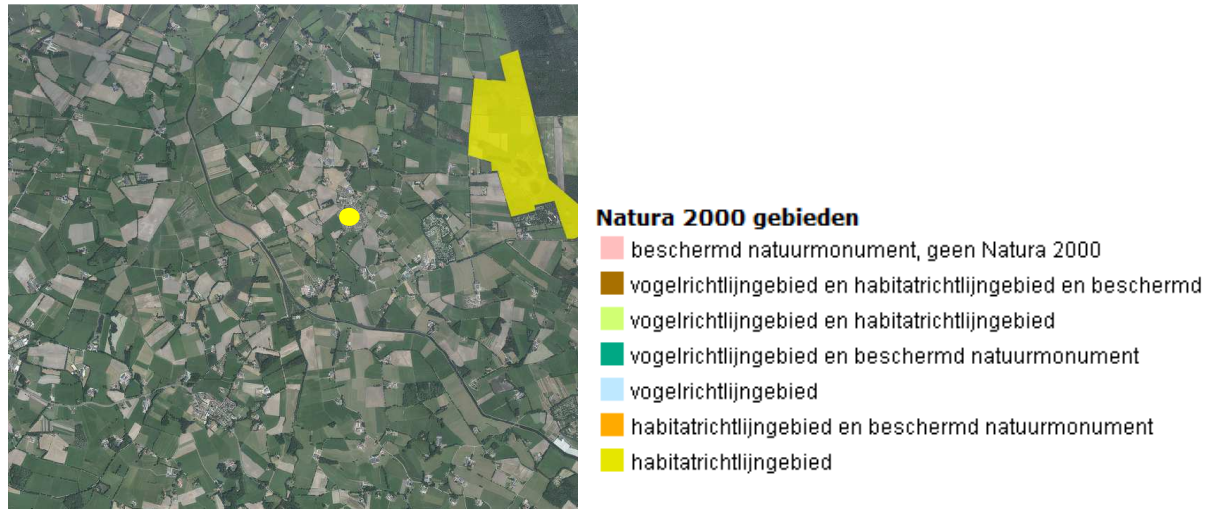 Natura 2000 gebieden
beschermd natuurmonument, geen Natura 2000
vogelrichtlijngebied en habitatrichtlijngebied en beschermd
vogelrichtlijngebied en habitatrichtlijngebied
vogelrichtlijngebied en beschermd natuurmonument
vogelrichtlijngebied
habitatrichtlijngebied en beschermd natuurmonument
habitatrichtlijngebied